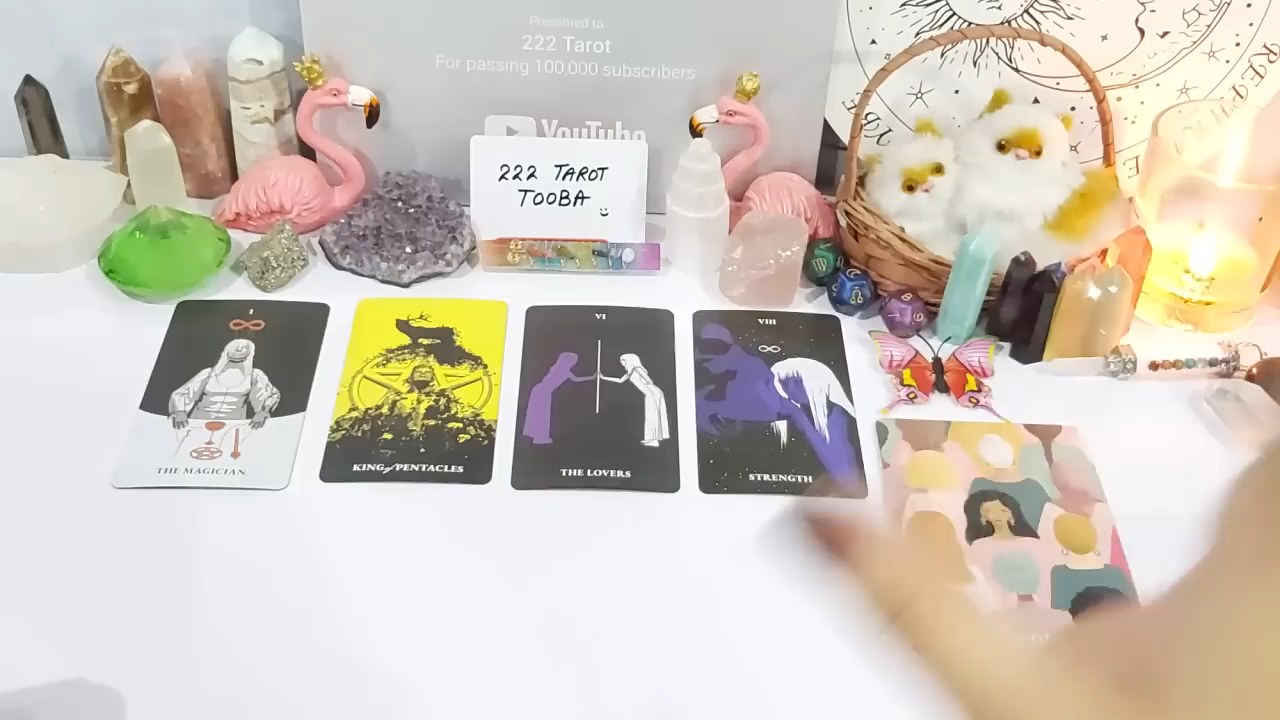 Presented to
222 Tarot
For passing 100,000 subscribers
YouTube
222 TAROT
TOOBA
I
THE MAGICIAN
KING of PENTACLES
VI
THE LOVERS
VIII
STRENGTH